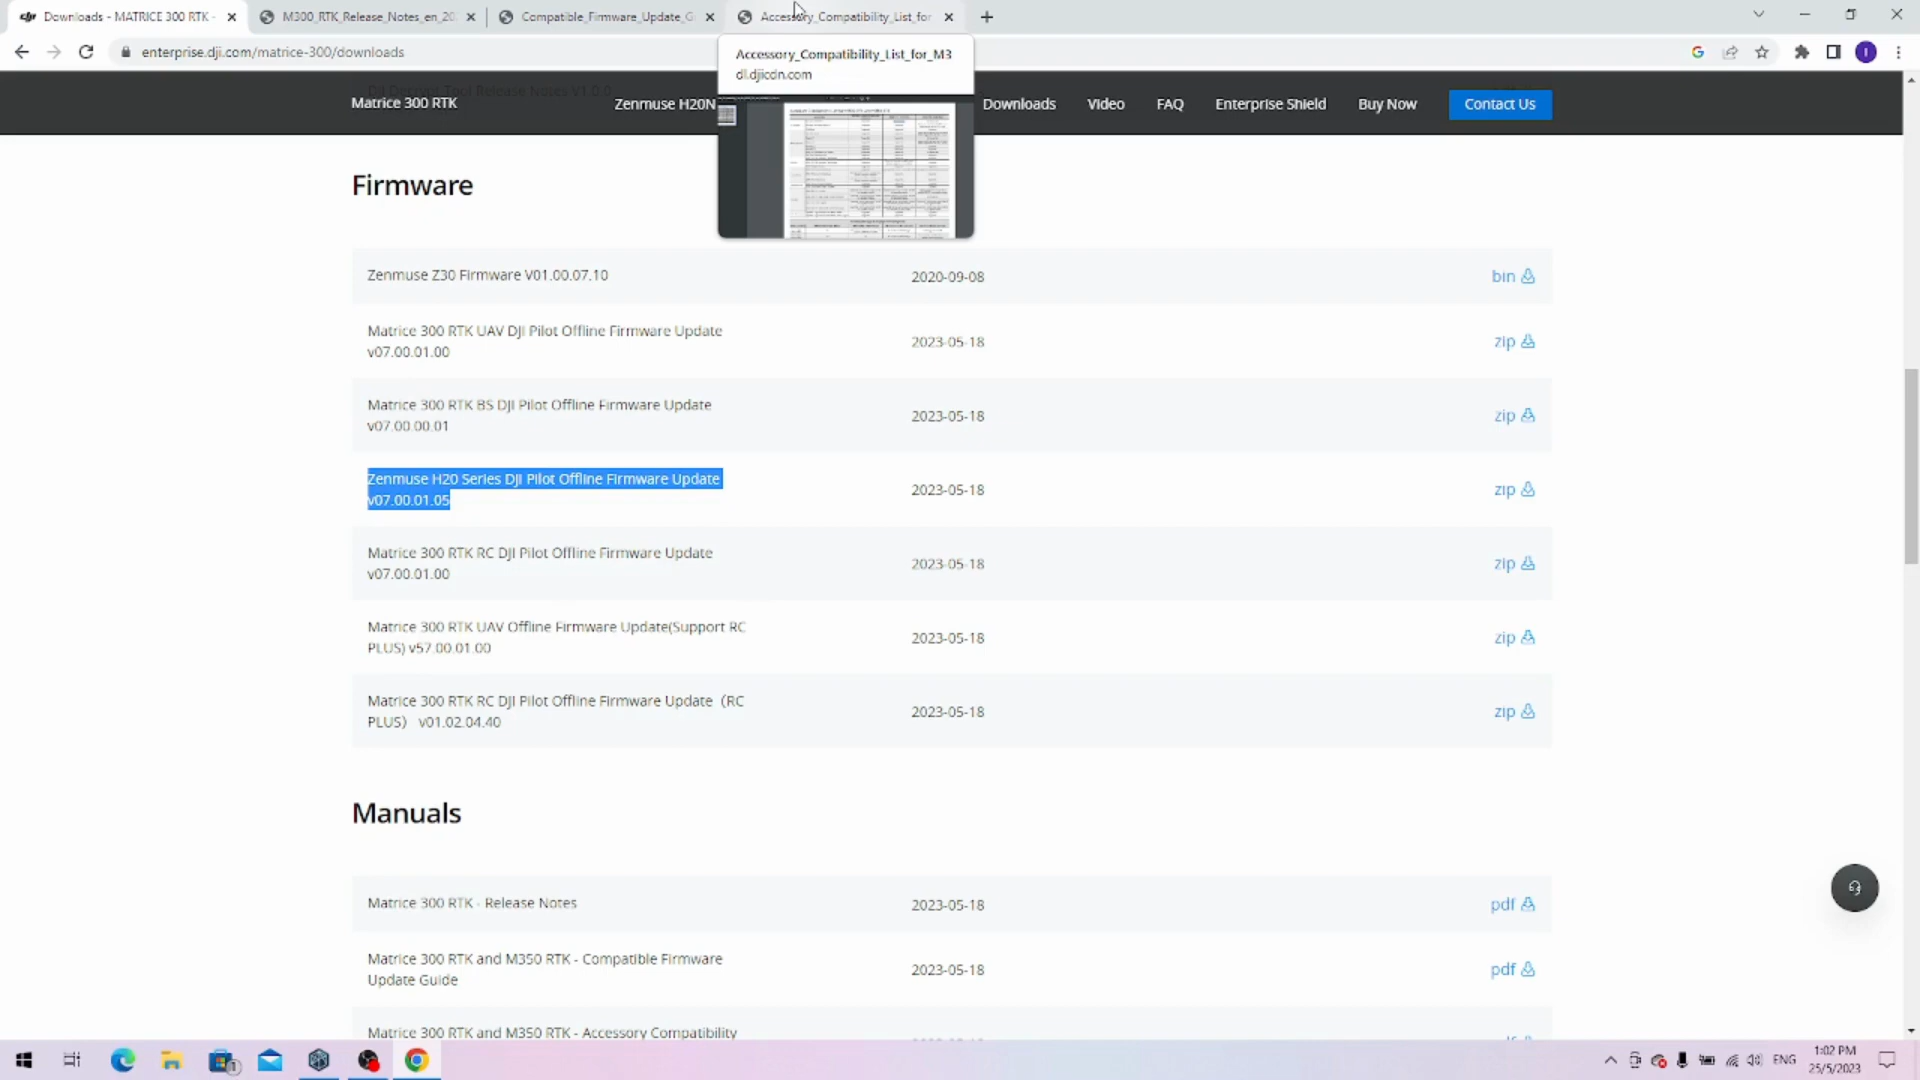 Downloads - MATRICE 300 RTK -
M300_RTK_Release_Notes_en_20
Compatible_Firmware_Update_G
Accessory_Compatibility_List_for
enterprise.dji.com/matrice-300/downloads
I
Accessory_Compatibility_List_for_M3
dl.djicdn.com
DJI Decrypt Tool Release Notes V1.0.0
Matrice 300 RTK
Zenmuse H20N
Downloads
Video
FAQ
Enterprise Shield
Buy Now
Contact Us
Firmware
Zenmuse Z30 Firmware V01.00.07.10
2020-09-08
bin
Matrice 300 RTK UAV DJI Pilot Offline Firmware Update
v07.00.01.00
2023-05-18
zip
Matrice 300 RTK BS DJI Pilot Offline Firmware Update
v07.00.00.01
2023-05-18
zip
Zenmuse H20 Series DJI Pilot Offline Firmware Update
v07.00.01.05
2023-05-18
zip
Matrice 300 RTK RC DJI Pilot Offline Firmware Update
v07.00.01.00
2023-05-18
zip
Matrice 300 RTK UAV Offline Firmware Update(Support RC
PLUS) v57.00.01.00
2023-05-18
zip
Matrice 300 RTK RC DJI Pilot Offline Firmware Update（RC
PLUS） v01.02.04.40
2023-05-18
zip
Manuals
Matrice 300 RTK - Release Notes
2023-05-18
pdf
Matrice 300 RTK and M350 RTK - Compatible Firmware
Update Guide
2023-05-18
pdf
Matrice 300 RTK and M350 RTK - Accessory Compatibility
ENG
1:02 PM
25/5/2023